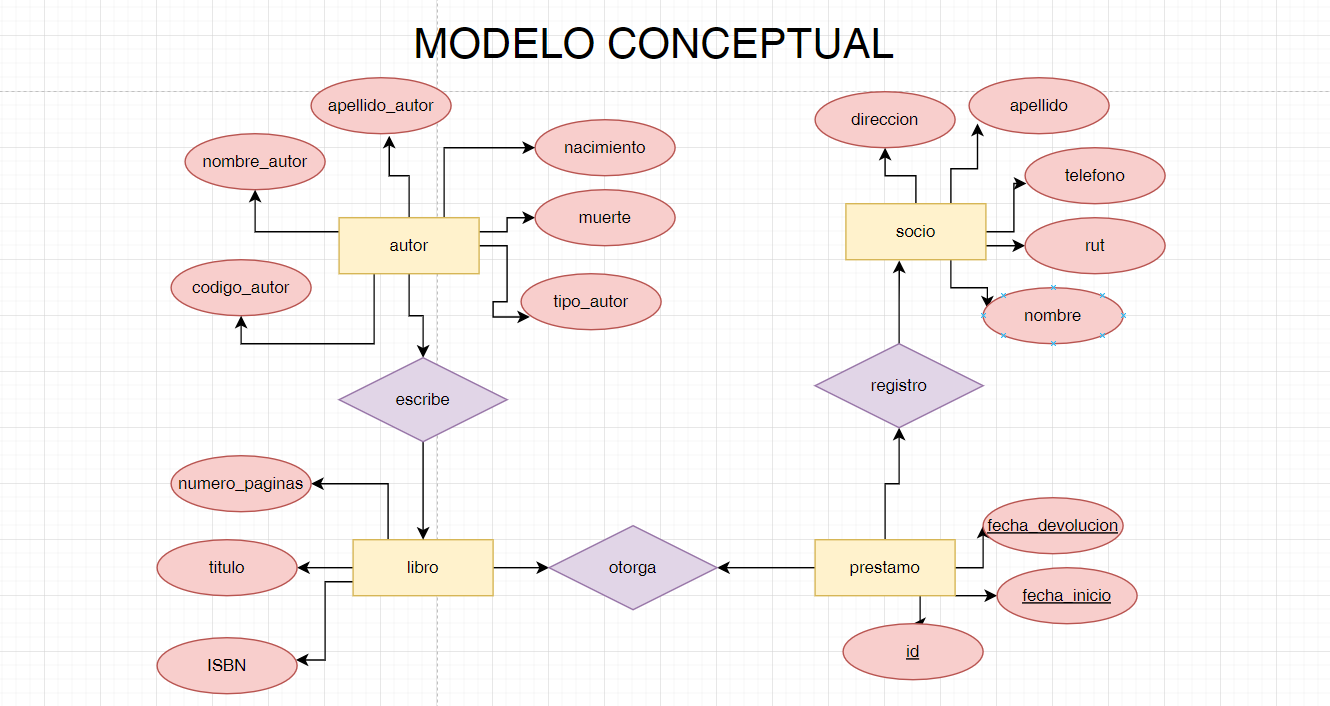 MODELO CONCEPTUAL
apellido_autor
nombre_autor
nacimiento
muerte
autor
codigo_autor
tipo_autor
escribe
direccion
apellido
telefono
socio
rut
nombre
registro
numero_paginas
titulo
libro
ISBN
otorga
prestamo
fecha_devolucion
fecha_inicio
id